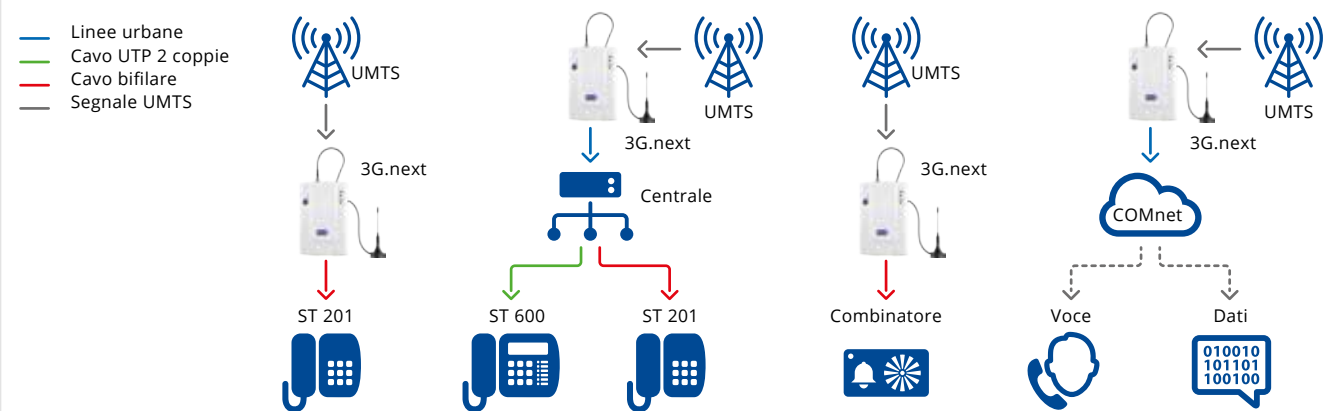 Linee urbane
Cavo UTP 2 coppie
Cavo bifilare
Segnale UMTS
UMTS
3G.next
ST 201
UMTS
3G.next
Centrale
ST 600
ST 201
UMTS
3G.next
Combinatore
UMTS
3G.next
COMnet
Voce
Dati
010010
101101
100100